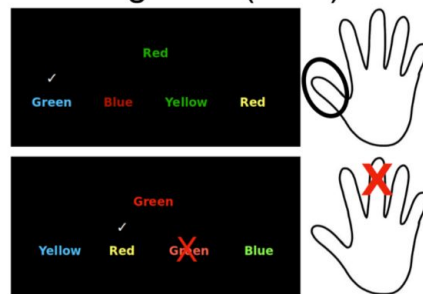 Red
✓
Green Blue Yellow Red
Green
✓
Yellow Red Green Blue
X
X